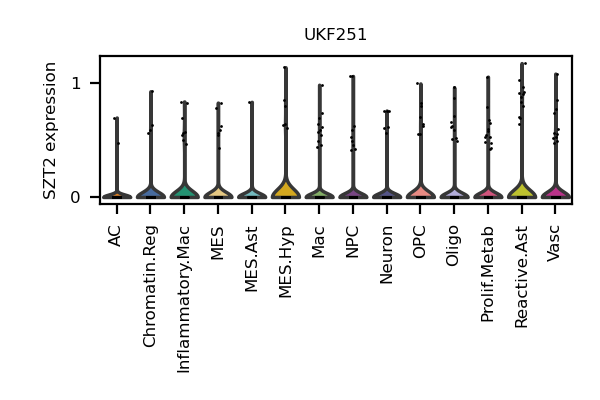 UKF251
SZT2 expression
1
0
AC
Chromatin.Reg
Inflammatory.Mac
MES
MES.Ast
MES.Hyp
Mac
NPC
Neuron
OPC
Oligo
Prolif.Metab
Reactive.Ast
Vasc